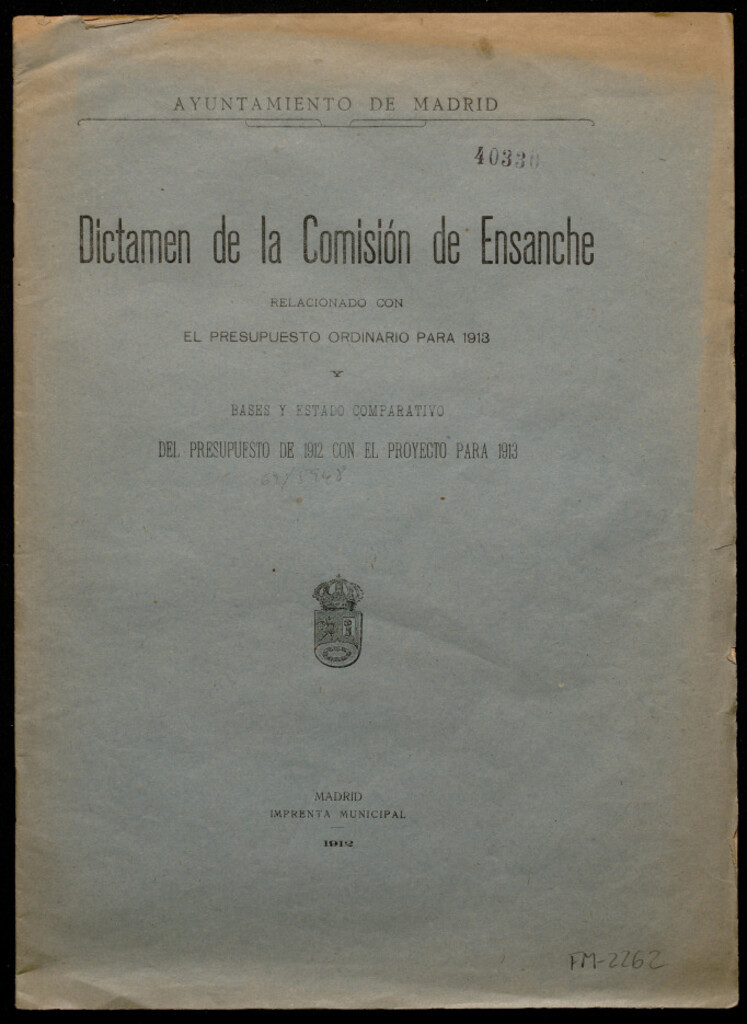 AYUNTAMIENTO DE MADRID
40330
Dictamen de la Comisión de Ensanche
RELACIONADO CON
EL PRESUPUESTO ORDINARIO PARA 1913
Y
BASES Y ESTADO COMPARATIVO
DEL PRESUPUESTO DE 1912 CON EL PROYECTO PARA 1913
MADRID
IMPRENTA MUNICIPAL
1912
FM-2262